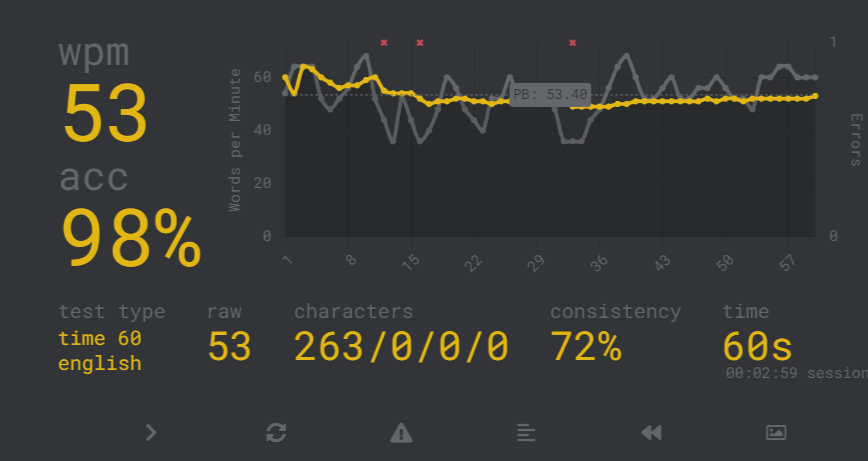 wpm
53
acc
98%
Words per Minute
60
40
20
0
PB: 53.40
1
0
Errors
1 8 15 22 29 36 43 50 57
test type
time 60
english
raw
53
characters
263/0/0/0
consistency
72%
time
60s
00:02:59 session